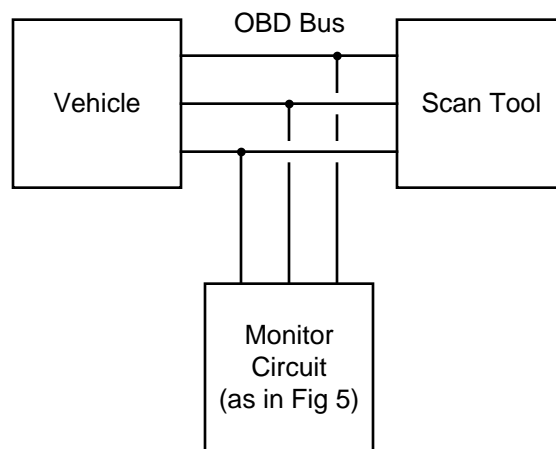 OBD Bus
Vehicle
Scan Tool
Monitor
Circuit
(as in Fig 5)